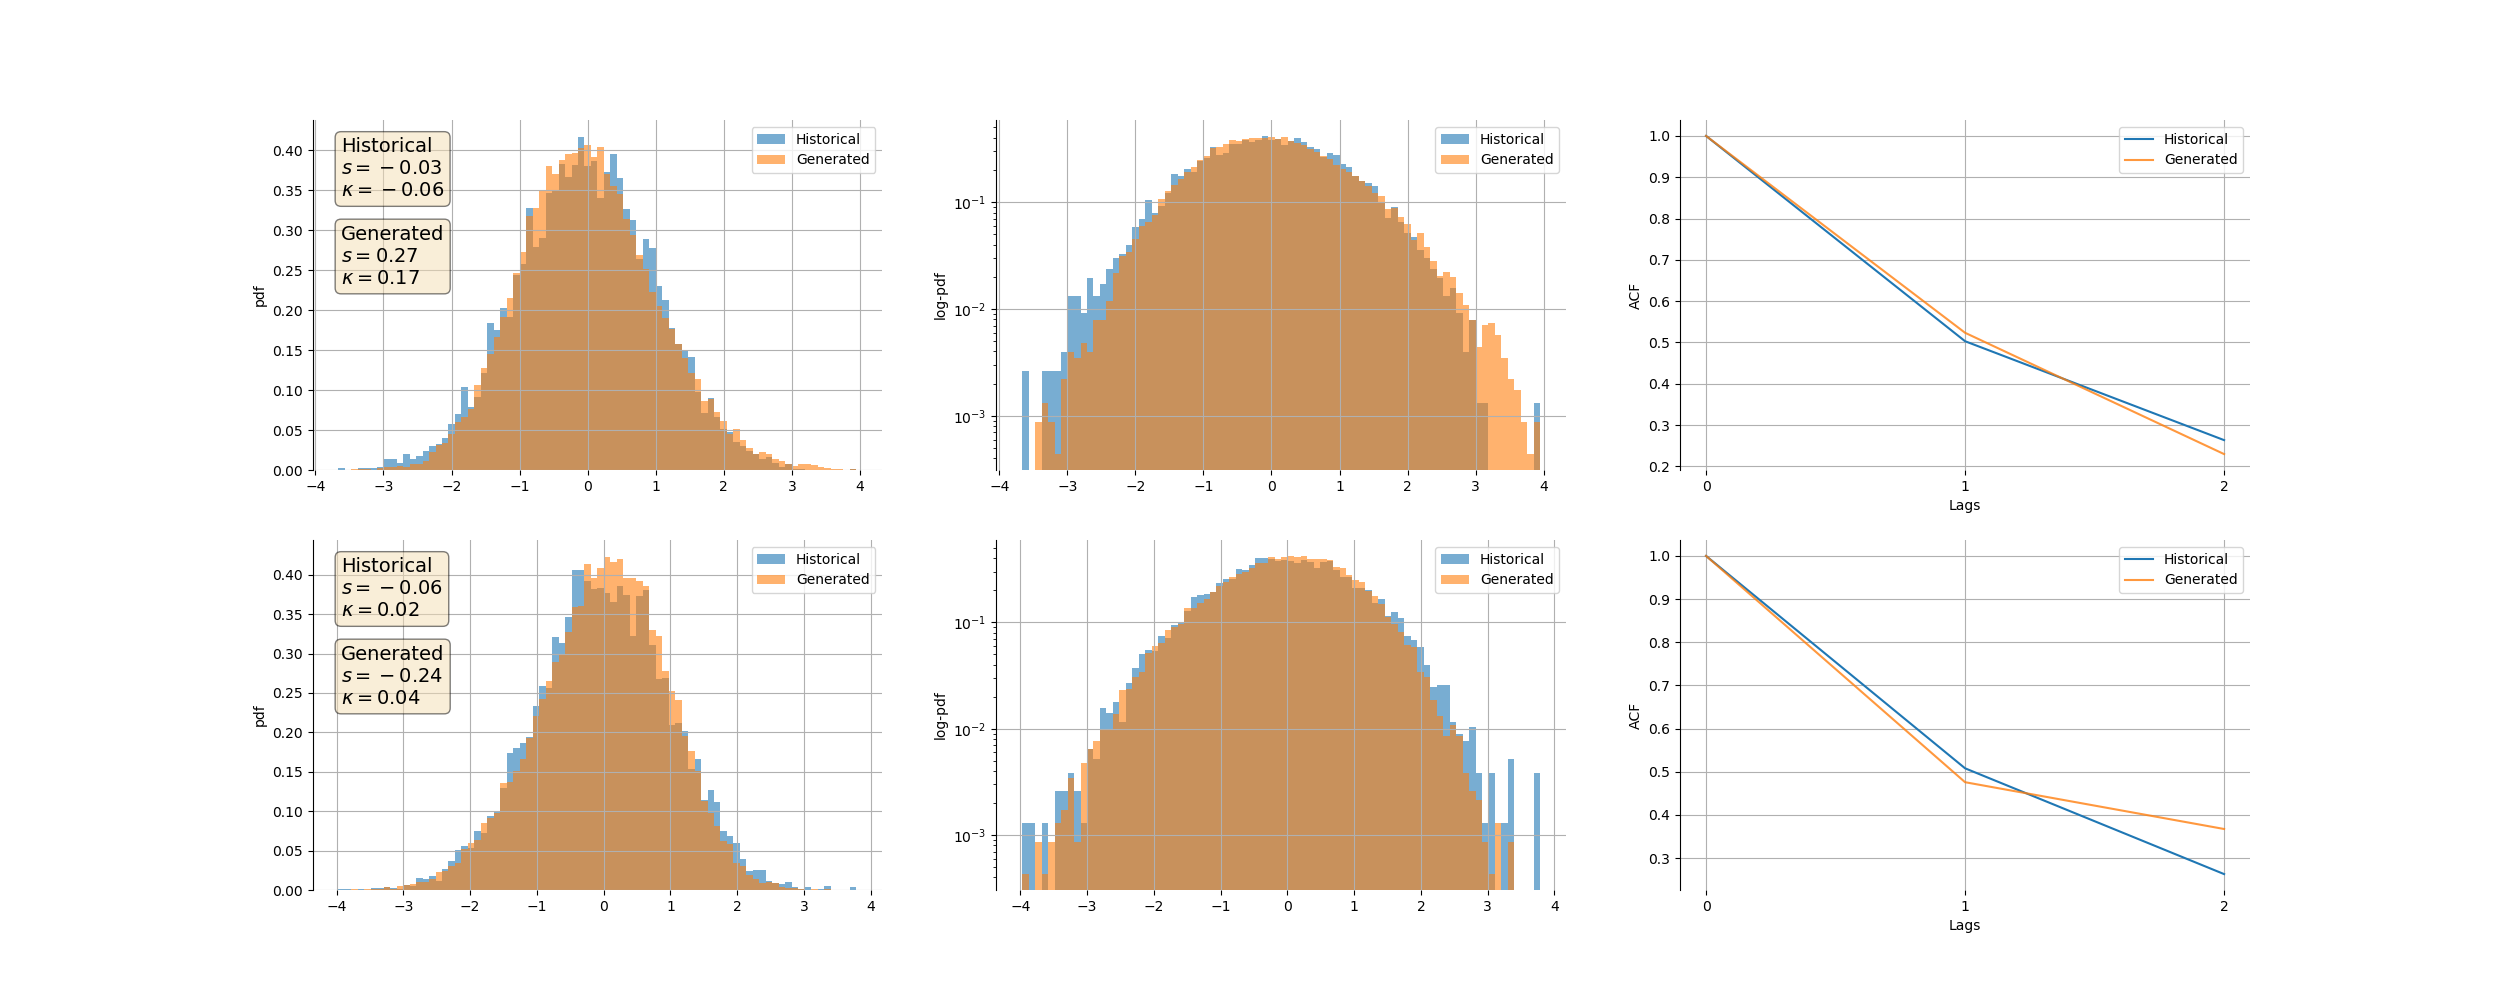 Historical
s = −0.03
κ = −0.06
Generated
s = 0.27
κ = 0.17
Historical
Generated
pdf
0.40
0.35
0.30
0.25
0.20
0.15
0.10
0.05
0.00
−4 −3 −2 −1 0 1 2 3 4
Historical
Generated
log-pdf
10⁻¹
10⁻²
10⁻³
−4 −3 −2 −1 0 1 2 3 4
Historical
Generated
ACF
1.0
0.9
0.8
0.7
0.6
0.5
0.4
0.3
0.2
0 1 2
Lags
Historical
s = −0.06
κ = 0.02
Generated
s = −0.24
κ = 0.04
Historical
Generated
pdf
0.40
0.35
0.30
0.25
0.20
0.15
0.10
0.05
0.00
−4 −3 −2 −1 0 1 2 3 4
Historical
Generated
log-pdf
10⁻¹
10⁻²
10⁻³
−4 −3 −2 −1 0 1 2 3 4
Historical
Generated
ACF
1.0
0.9
0.8
0.7
0.6
0.5
0.4
0.3
0 1 2
Lags